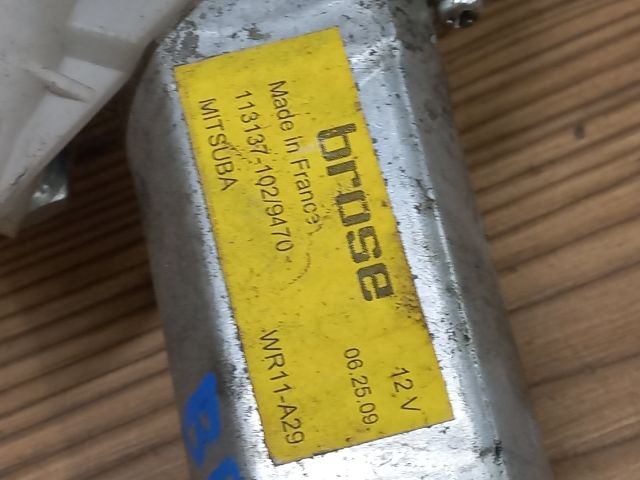 brose
12 V
Made in France
06.25.09.
113137-102/9470-
MITSUBA
WR11-A29